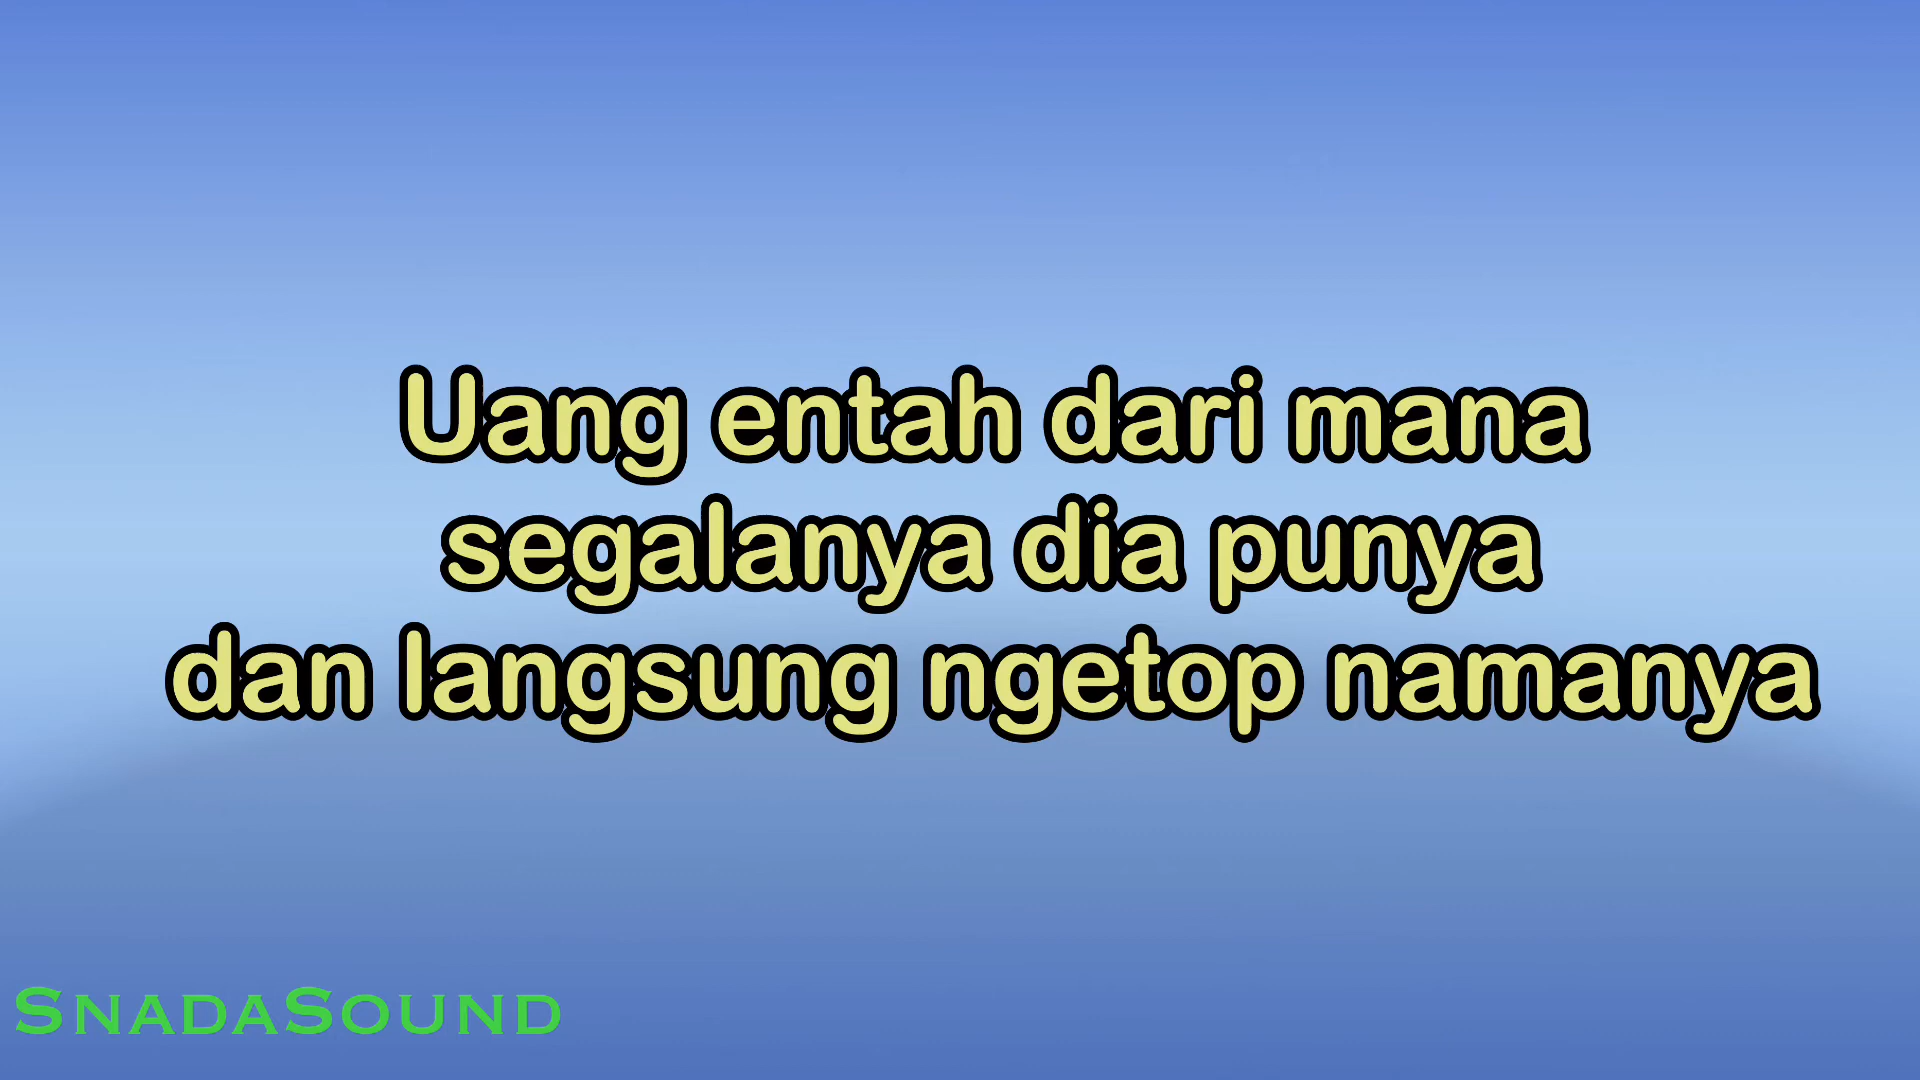 Uang entah dari mana
segalanya dia punya
dan langsung ngetop namanya
SnadaSound